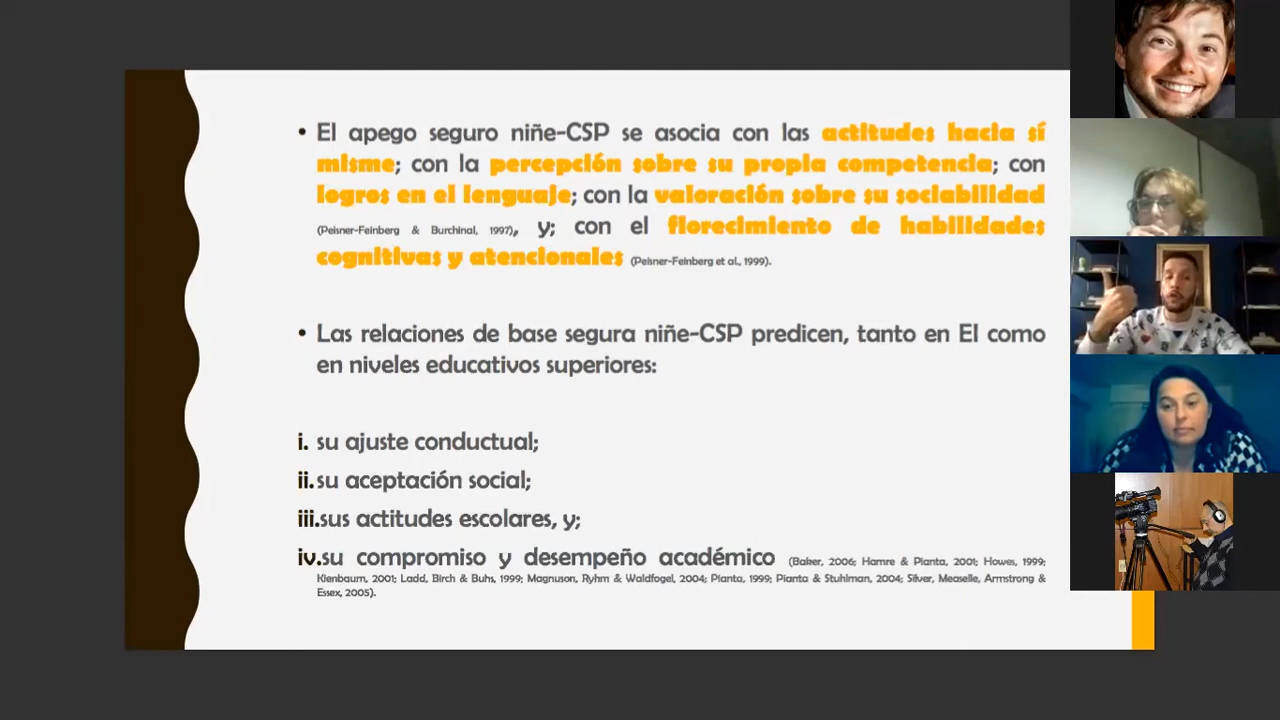 • El apego seguro niñe-CSP se asocia con las actitudes hacia sí
misme; con la percepción sobre su propia competencia; con
logros en el lenguaje; con la valoración sobre su sociabilidad
(Peisner-Feinberg & Burchinal, 1997), y; con el florecimiento de habilidades
cognitivas y atencionales (Peisner-Feinberg et al., 1999).
• Las relaciones de base segura niñe-CSP predicen, tanto en EI como
en niveles educativos superiores:
i. su ajuste conductual;
ii. su aceptación social;
iii.sus actitudes escolares, y;
iv.su compromiso y desempeño académico (Baker, 2006; Hamre & Pianta, 2001; Howes, 1999;
Kienbaum, 2001; Ladd, Birch & Buhs, 1999; Magnuson, Ryhm & Waldfogel, 2004; Pianta, 1999; Pianta & Stuhlman, 2004; Silver, Measelle, Armstrong &
Essex, 2005).